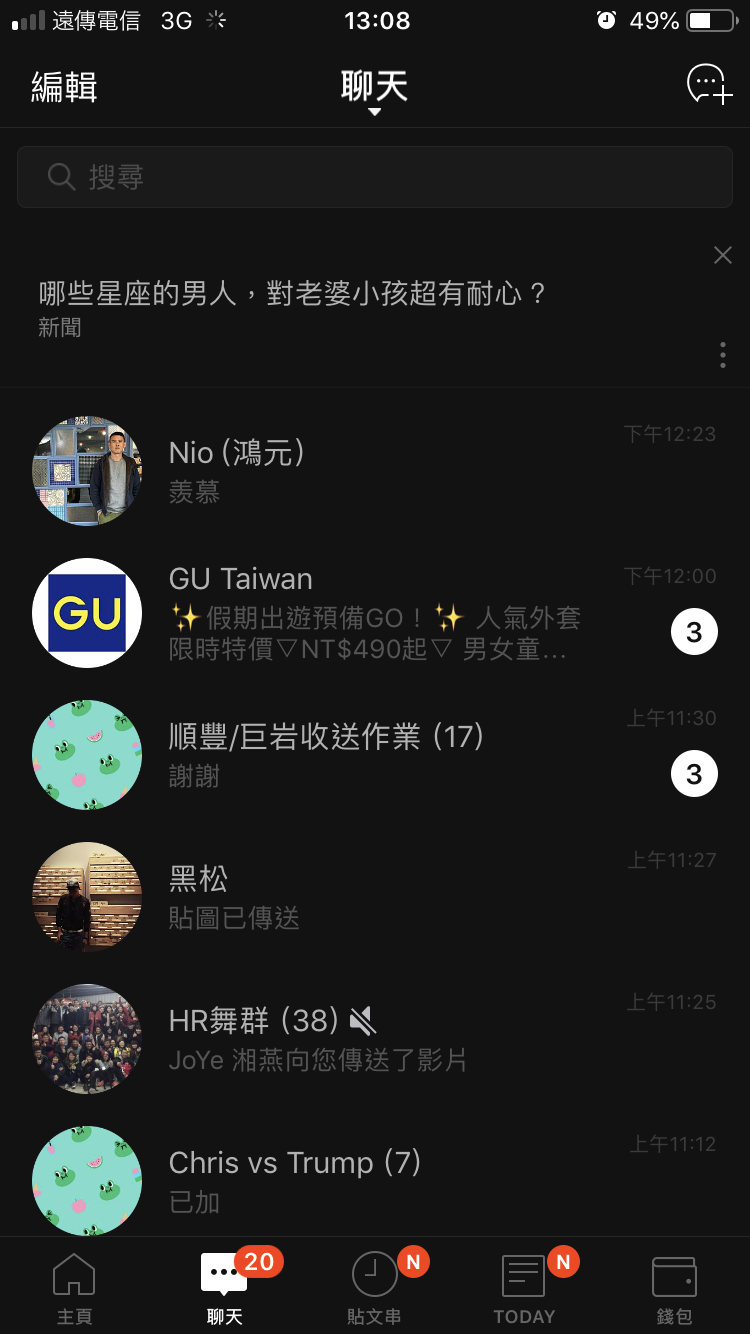 遠傳電信 3G 13:08 49%
編輯 聊天
搜尋
哪些星座的男人，對老婆小孩超有耐心？
新聞
Nio (鴻元) 下午12:23
羨慕
GU Taiwan 下午12:00
GU ✨假期出遊預備GO！✨ 人氣外套
限時特價▽NT$490起▽ 男女童... 3
順豐/巨岩收送作業 (17) 上午11:30
謝謝 3
黑松 上午11:27
貼圖已傳送
HR舞群 (38) 上午11:25
JoYe 湘燕向您傳送了影片
Chris vs Trump (7) 上午11:12
已加
20 N N
主頁 聊天 貼文串 TODAY 錢包